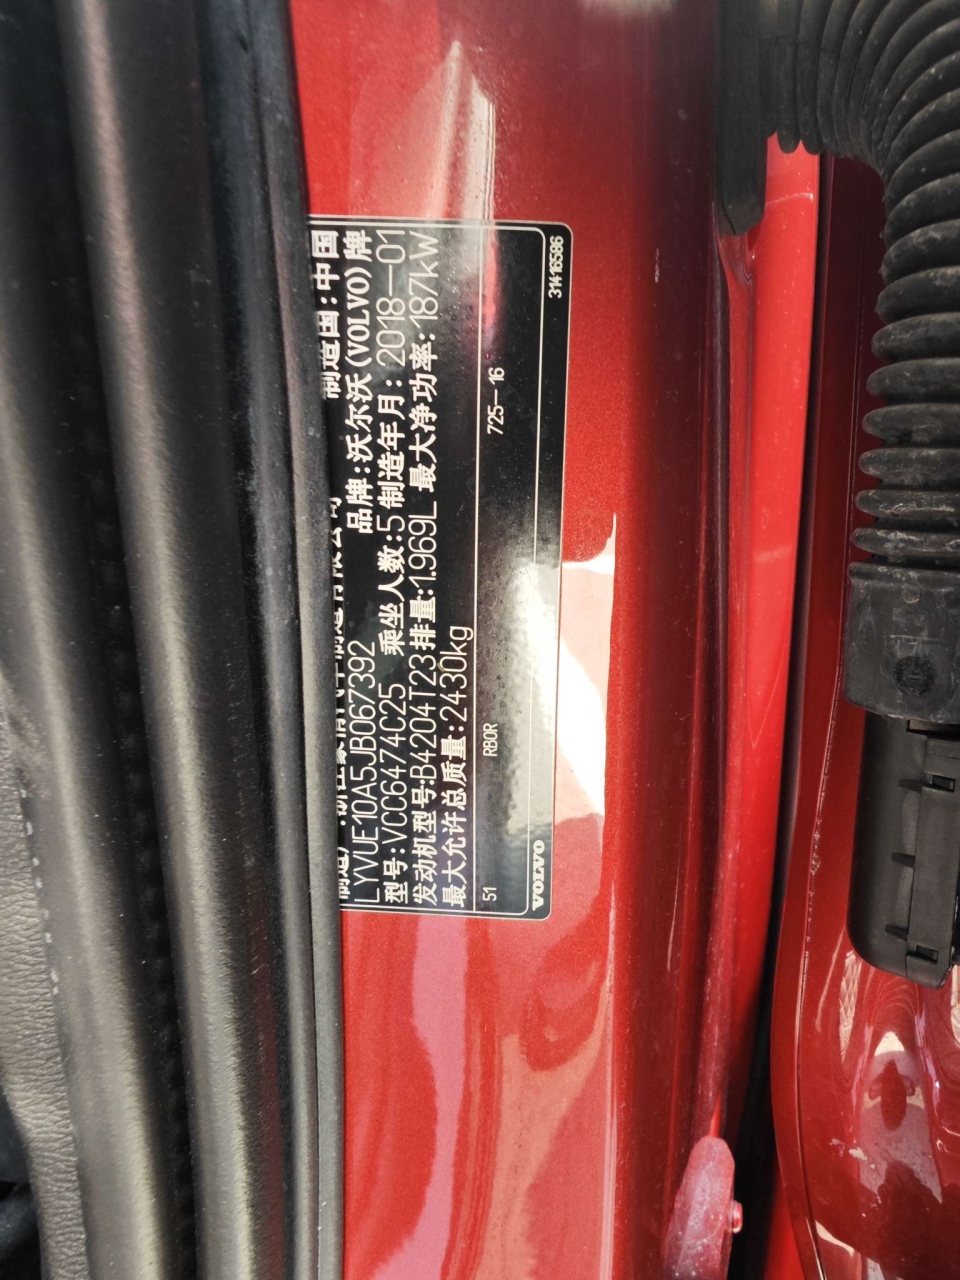 制造国:中国
品牌:沃尔沃(VOLVO)牌
LYVUE10A5JB067392
乘坐人数:5 制造年月: 2018-01
型号:VCC6474C25
发动机型号:B4204T23 排量:1.969L 最大净功率:187kW
最大允许总质量:2430kg
51 RB0R 725-16
VOLVO 31416586